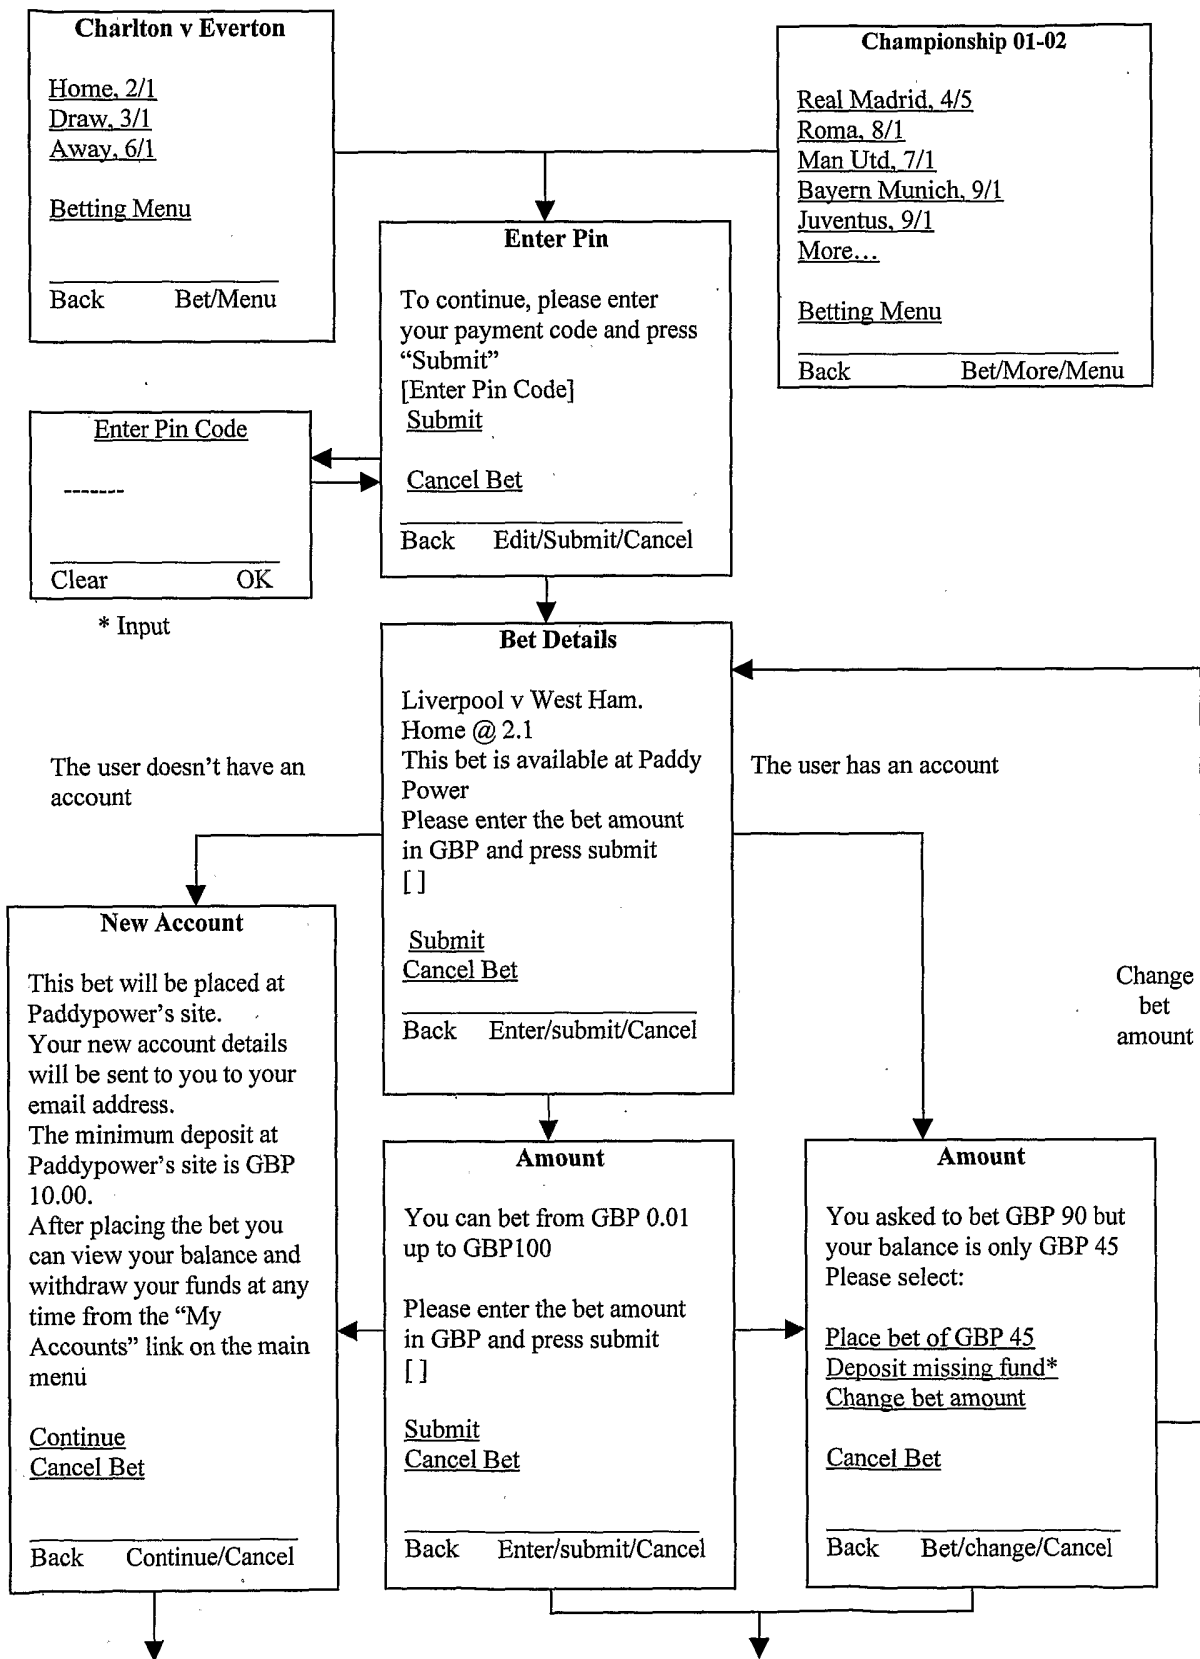 Charlton v Everton
Home, 2/1
Draw, 3/1
Away, 6/1
Betting Menu
Back Bet/Menu
Championship 01-02
Real Madrid, 4/5
Roma, 8/1
Man Utd, 7/1
Bayern Munich, 9/1
Juventus, 9/1
More...
Betting Menu
Back Bet/More/Menu
Enter Pin
To continue, please enter
your payment code and press
“Submit”
[Enter Pin Code]
Submit
Cancel Bet
Back Edit/Submit/Cancel
Enter Pin Code
-------
Clear OK
* Input
Bet Details
Liverpool v West Ham.
Home @ 2.1
This bet is available at Paddy
Power
Please enter the bet amount
in GBP and press submit
[ ]
Submit
Cancel Bet
Back Enter/submit/Cancel
The user doesn't have an
account
The user has an account
New Account
This bet will be placed at
Paddypower's site.
Your new account details
will be sent to you to your
email address.
The minimum deposit at
Paddypower's site is GBP
10.00.
After placing the bet you
can view your balance and
withdraw your funds at any
time from the “My
Accounts” link on the main
menu
Continue
Cancel Bet
Back Continue/Cancel
Amount
You can bet from GBP 0.01
up to GBP100
Please enter the bet amount
in GBP and press submit
[ ]
Submit
Cancel Bet
Back Enter/submit/Cancel
Change
bet
amount
Amount
You asked to bet GBP 90 but
your balance is only GBP 45
Please select:
Place bet of GBP 45
Deposit missing fund*
Change bet amount
Cancel Bet
Back Bet/change/Cancel